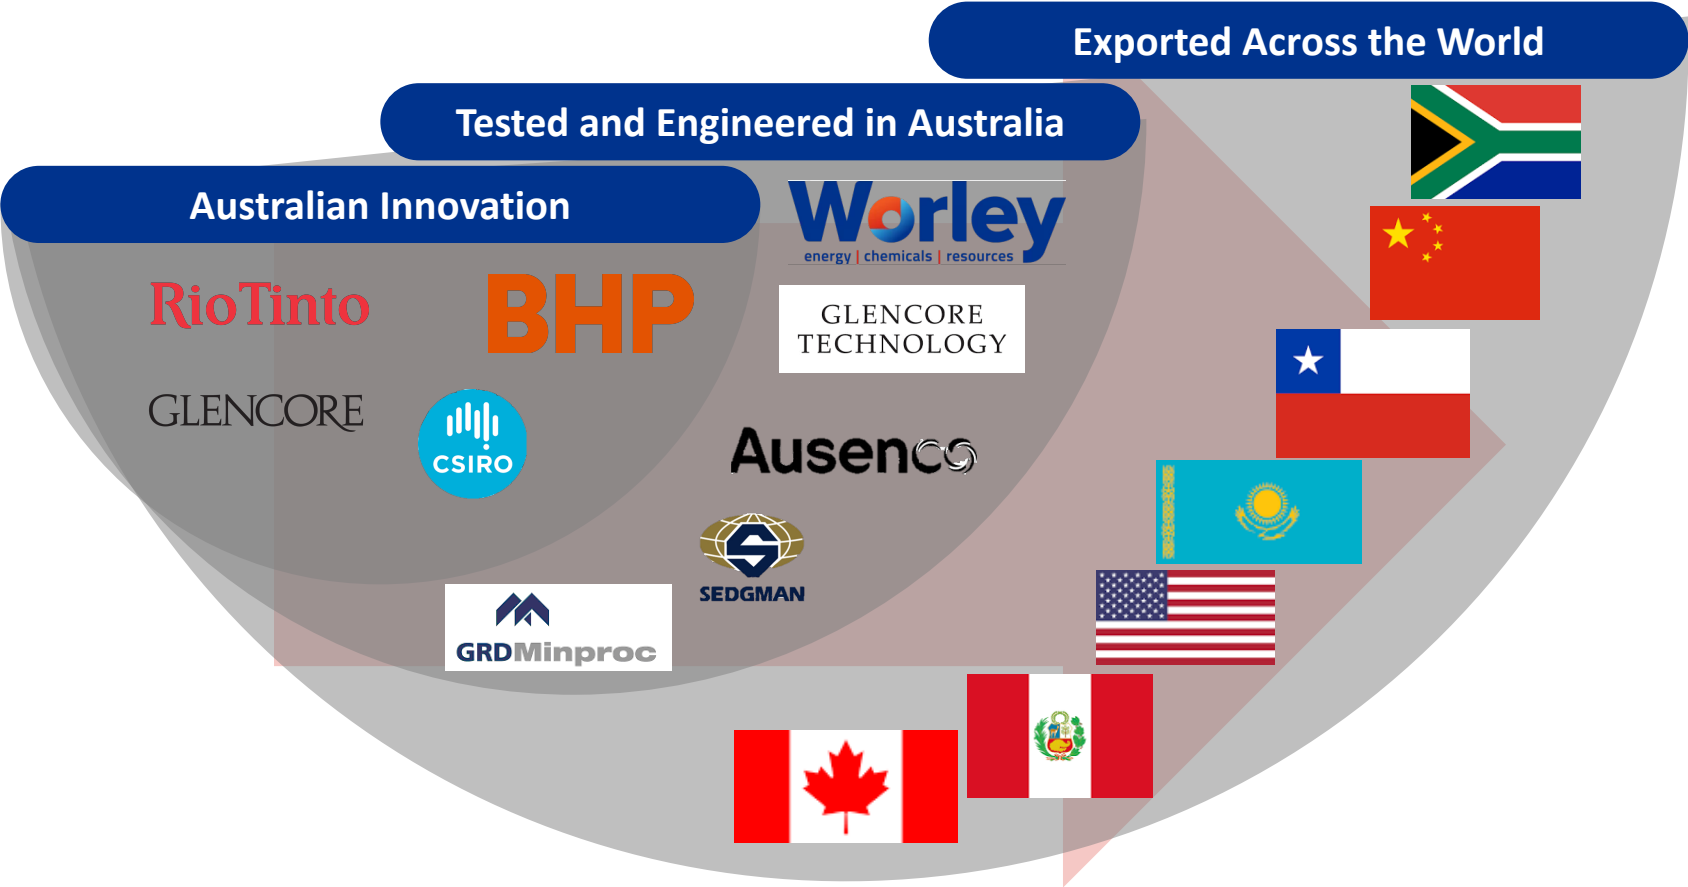 Exported Across the World
Tested and Engineered in Australia
Australian Innovation
Worley
energy | chemicals | resources
RioTinto
BHP
GLENCORE
TECHNOLOGY
GLENCORE
CSIRO
Ausenco
S
SEDGMAN
GRDMinproc